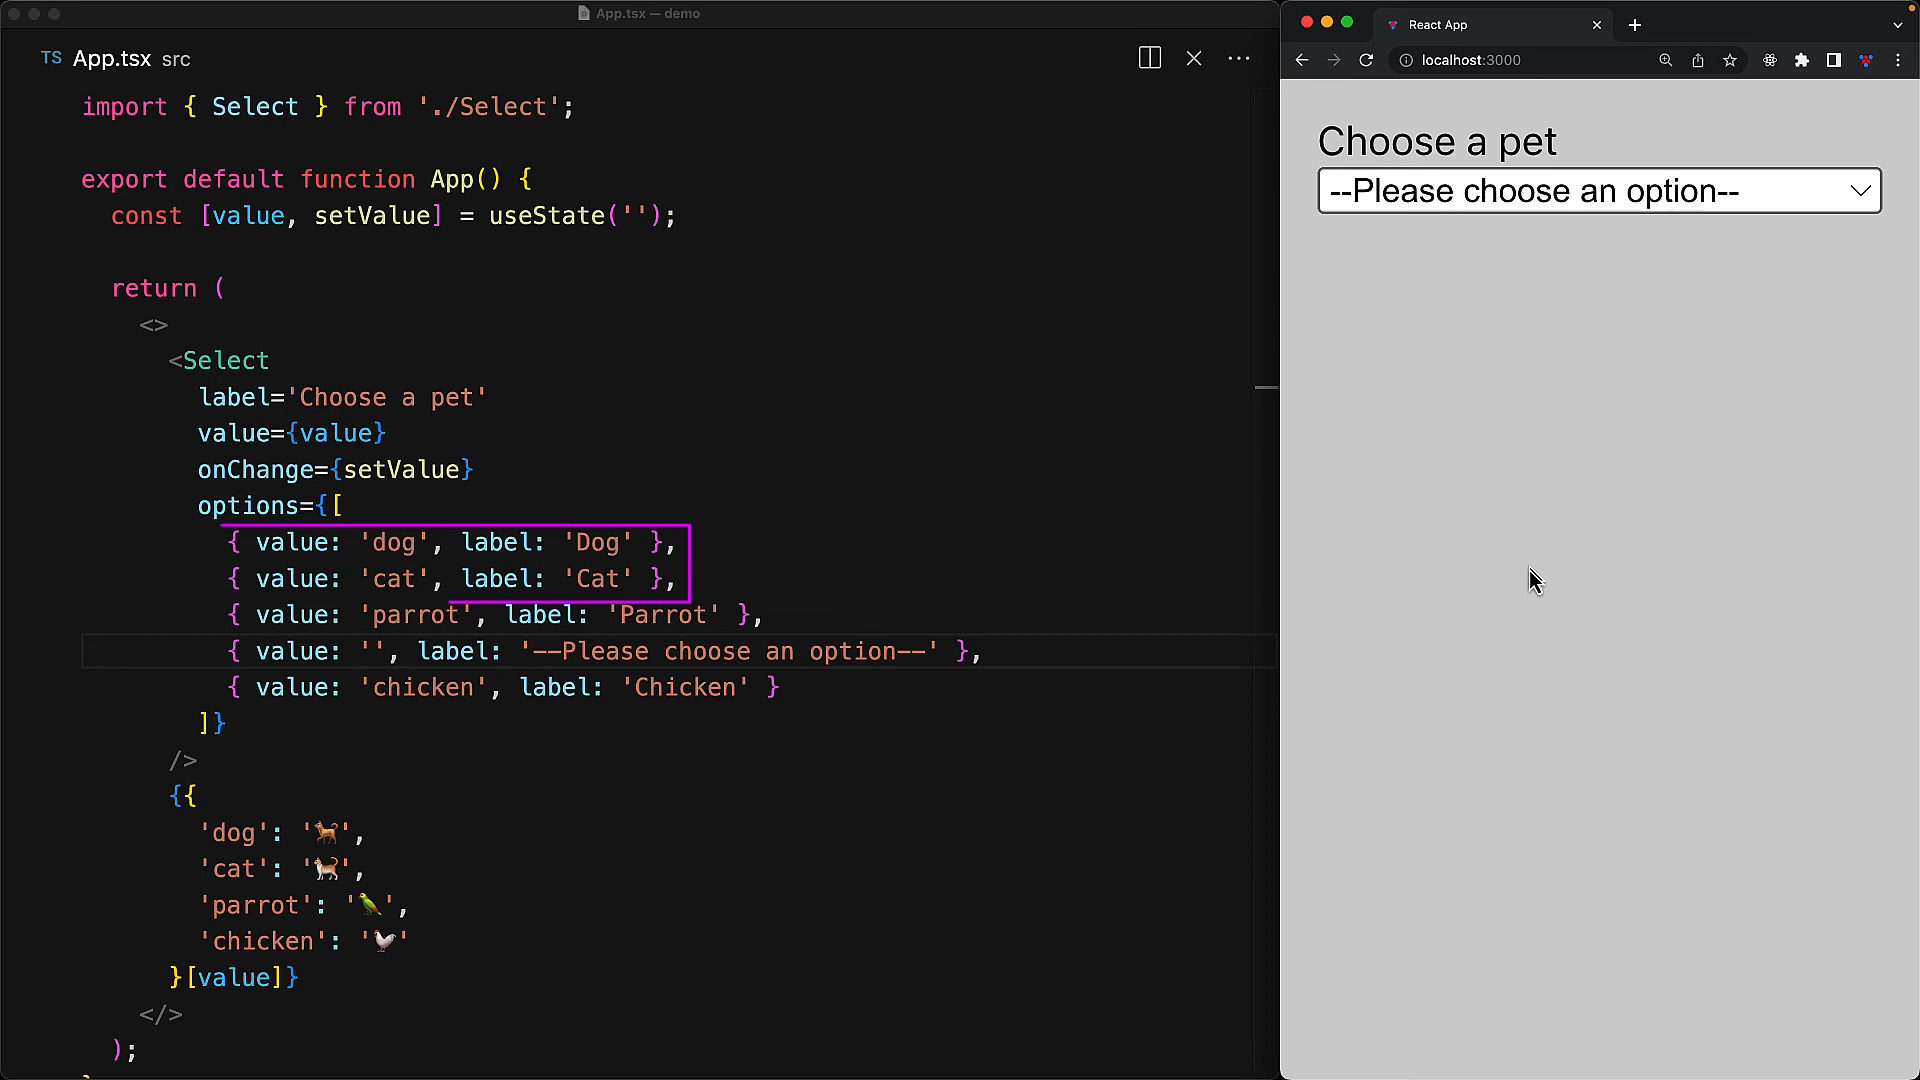 App.tsx — demo
TS App.tsx src
import { Select } from './Select';
export default function App() {
const [value, setValue] = useState('');
return (
<>
<Select
label='Choose a pet'
value={value}
onChange={setValue}
options={[
{ value: 'dog', label: 'Dog' },
{ value: 'cat', label: 'Cat' },
{ value: 'parrot', label: 'Parrot' },
{ value: '', label: '--Please choose an option--' },
{ value: 'chicken', label: 'Chicken' }
]}
/>
{{
'dog': '🐕',
'cat': '🐈',
'parrot': '🦜',
'chicken': '🐓'
}[value]}
</>
);
}
React App
localhost:3000
Choose a pet
--Please choose an option--